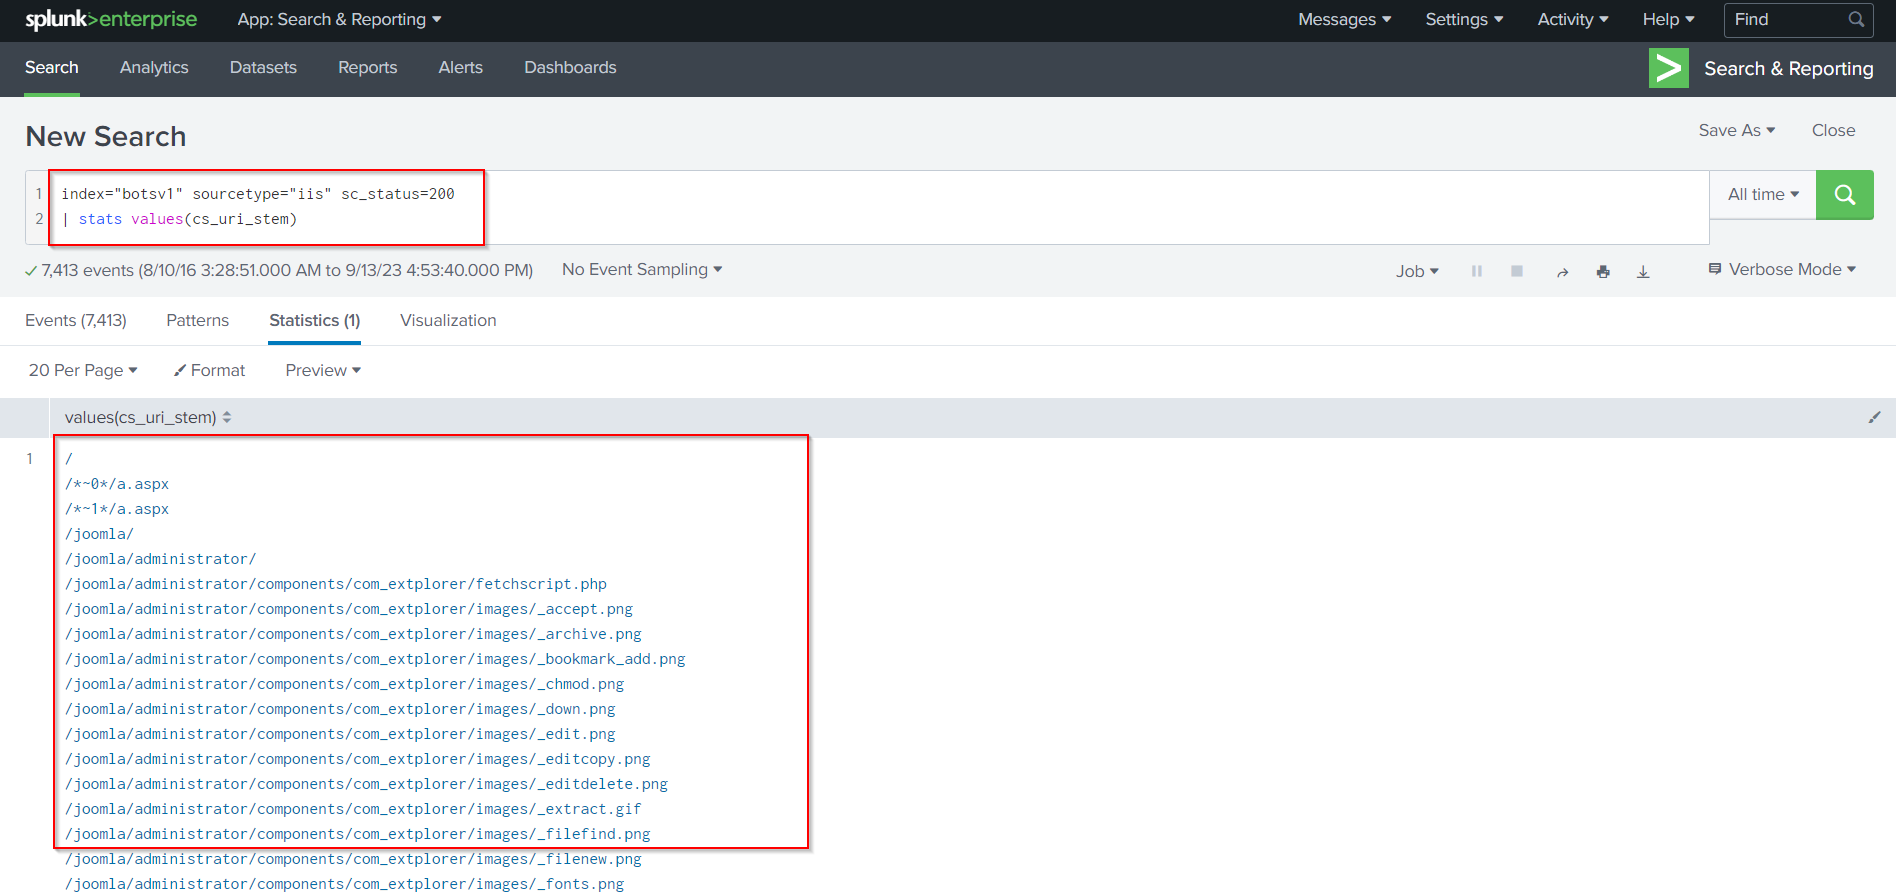 splunk>enterprise App: Search & Reporting Messages Settings Activity Help Find
Search Analytics Datasets Reports Alerts Dashboards Search & Reporting
New Search Save As Close
1 index="botsv1" sourcetype="iis" sc_status=200 All time
2 | stats values(cs_uri_stem)
7,413 events (8/10/16 3:28:51.000 AM to 9/13/23 4:53:40.000 PM) No Event Sampling Job Verbose Mode
Events (7,413) Patterns Statistics (1) Visualization
20 Per Page Format Preview
values(cs_uri_stem)
1 /
/*~0*/a.aspx
/*~1*/a.aspx
/joomla/
/joomla/administrator/
/joomla/administrator/components/com_extplorer/fetchscript.php
/joomla/administrator/components/com_extplorer/images/_accept.png
/joomla/administrator/components/com_extplorer/images/_archive.png
/joomla/administrator/components/com_extplorer/images/_bookmark_add.png
/joomla/administrator/components/com_extplorer/images/_chmod.png
/joomla/administrator/components/com_extplorer/images/_down.png
/joomla/administrator/components/com_extplorer/images/_edit.png
/joomla/administrator/components/com_extplorer/images/_editcopy.png
/joomla/administrator/components/com_extplorer/images/_editdelete.png
/joomla/administrator/components/com_extplorer/images/_extract.gif
/joomla/administrator/components/com_extplorer/images/_filefind.png
/joomla/administrator/components/com_extplorer/images/_filenew.png
/joomla/administrator/components/com_extplorer/images/_fonts.png